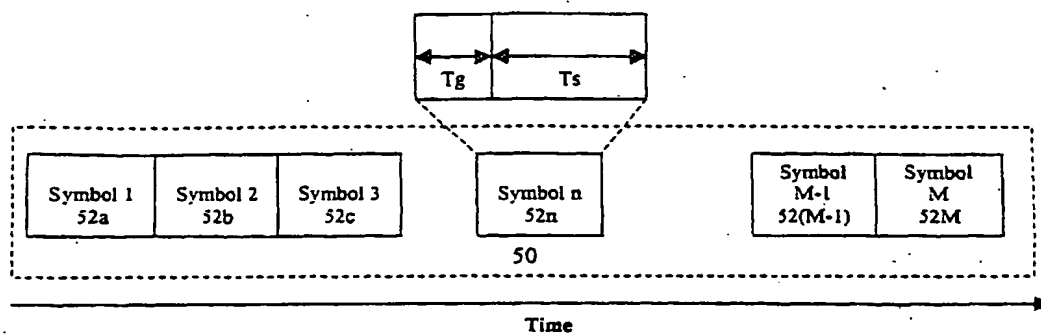 Tg Ts
Symbol 1
52a
Symbol 2
52b
Symbol 3
52c
Symbol n
52n
Symbol
M-1
52(M-1)
Symbol
M
52M
50
Time